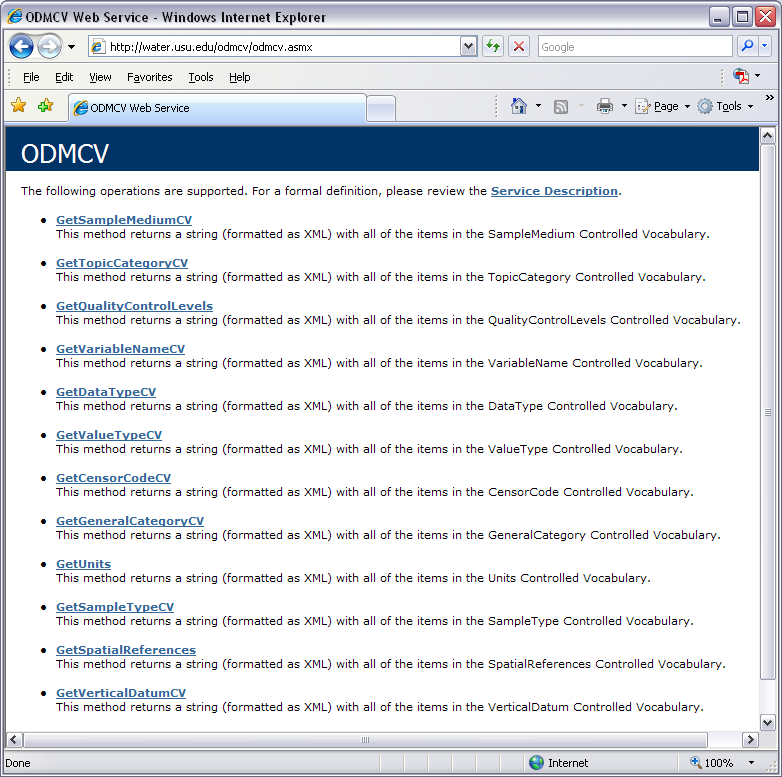 ODMCV Web Service - Windows Internet Explorer
http://water.usu.edu/odmcv/odmcv.asmx
Google
File Edit View Favorites Tools Help
ODMCV Web Service
Page Tools
ODMCV
The following operations are supported. For a formal definition, please review the Service Description.
GetSampleMediumCV
This method returns a string (formatted as XML) with all of the items in the SampleMedium Controlled Vocabulary.
GetTopicCategoryCV
This method returns a string (formatted as XML) with all of the items in the TopicCategory Controlled Vocabulary.
GetQualityControlLevels
This method returns a string (formatted as XML) with all of the items in the QualityControlLevels Controlled Vocabulary.
GetVariableNameCV
This method returns a string (formatted as XML) with all of the items in the VariableName Controlled Vocabulary.
GetDataTypeCV
This method returns a string (formatted as XML) with all of the items in the DataType Controlled Vocabulary.
GetValueTypeCV
This method returns a string (formatted as XML) with all of the items in the ValueType Controlled Vocabulary.
GetCensorCodeCV
This method returns a string (formatted as XML) with all of the items in the CensorCode Controlled Vocabulary.
GetGeneralCategoryCV
This method returns a string (formatted as XML) with all of the items in the GeneralCategory Controlled Vocabulary.
GetUnits
This method returns a string (formatted as XML) with all of the items in the Units Controlled Vocabulary.
GetSampleTypeCV
This method returns a string (formatted as XML) with all of the items in the SampleType Controlled Vocabulary.
GetSpatialReferences
This method returns a string (formatted as XML) with all of the items in the SpatialReferences Controlled Vocabulary.
GetVerticalDatumCV
This method returns a string (formatted as XML) with all of the items in the VerticalDatum Controlled Vocabulary.
Done Internet 100%